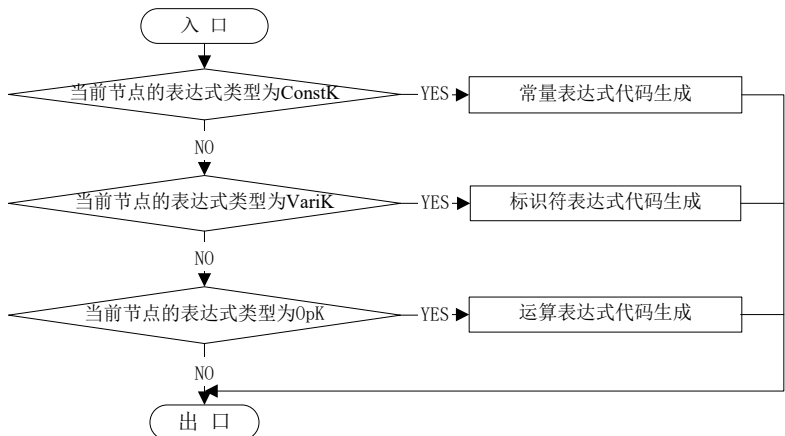 入 口
当前节点的表达式类型为ConstK
YES
常量表达式代码生成
NO
当前节点的表达式类型为VariK
YES
标识符表达式代码生成
NO
当前节点的表达式类型为OpK
YES
运算表达式代码生成
NO
出 口